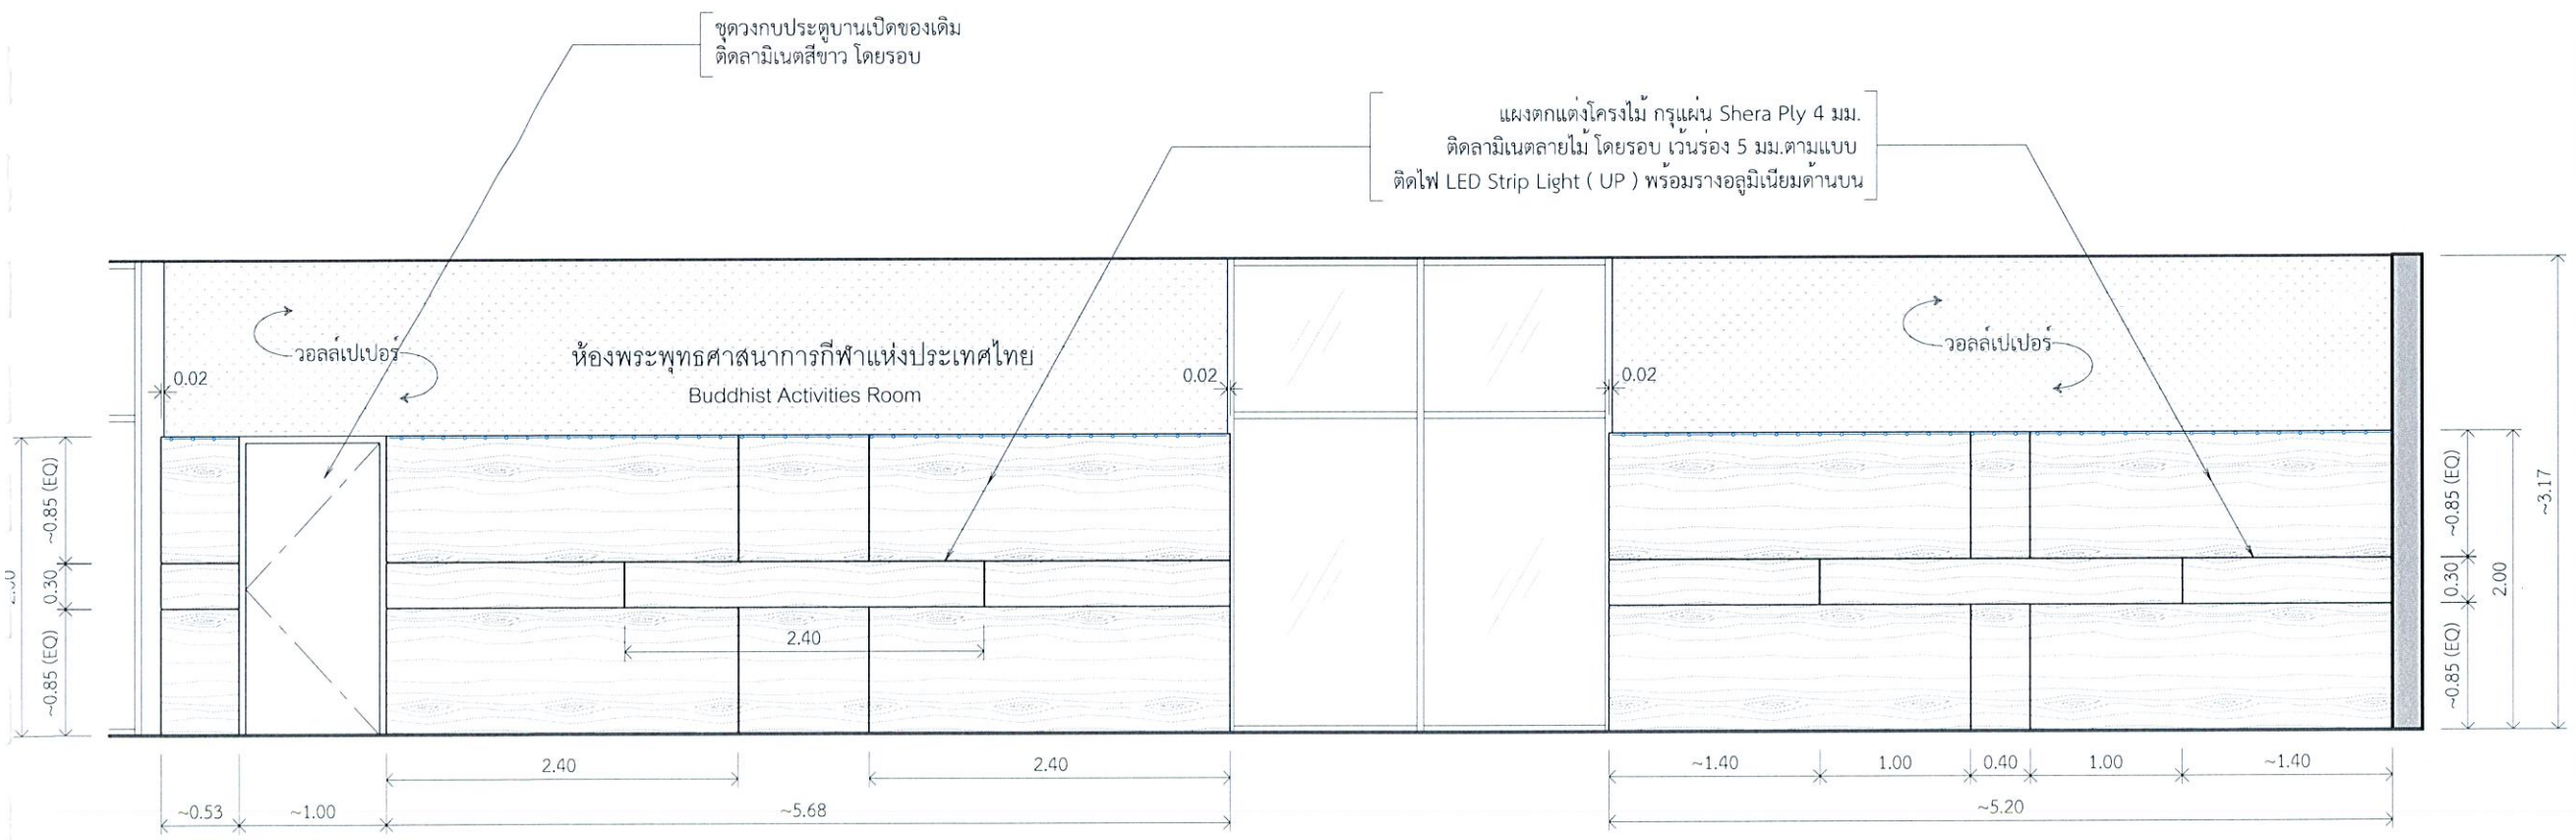 ชุดวงกบประตูบานเปิดของเดิม
ติดลามิเนตสีขาว โดยรอบ
แผงตกแต่งโครงไม้ กรุแผ่น Shera Ply 4 มม.
ติดลามิเนตลายไม้ โดยรอบ เว้นร่อง 5 มม.ตามแบบ
ติดไฟ LED Strip Light ( UP ) พร้อมรางอลูมิเนียมด้านบน
วอลล์เปเปอร์
ห้องพระพุทธศาสนาการกีฬาแห่งประเทศไทย
Buddhist Activities Room
วอลล์เปเปอร์
0.02
0.02
0.02
~0.85 (EQ)
0.30
~0.85 (EQ)
2.40
~0.85 (EQ)
0.30
~0.85 (EQ)
2.00
~3.17
2.40
2.40
~1.40
1.00
0.40
1.00
~1.40
~0.53
~1.00
~5.68
~5.20